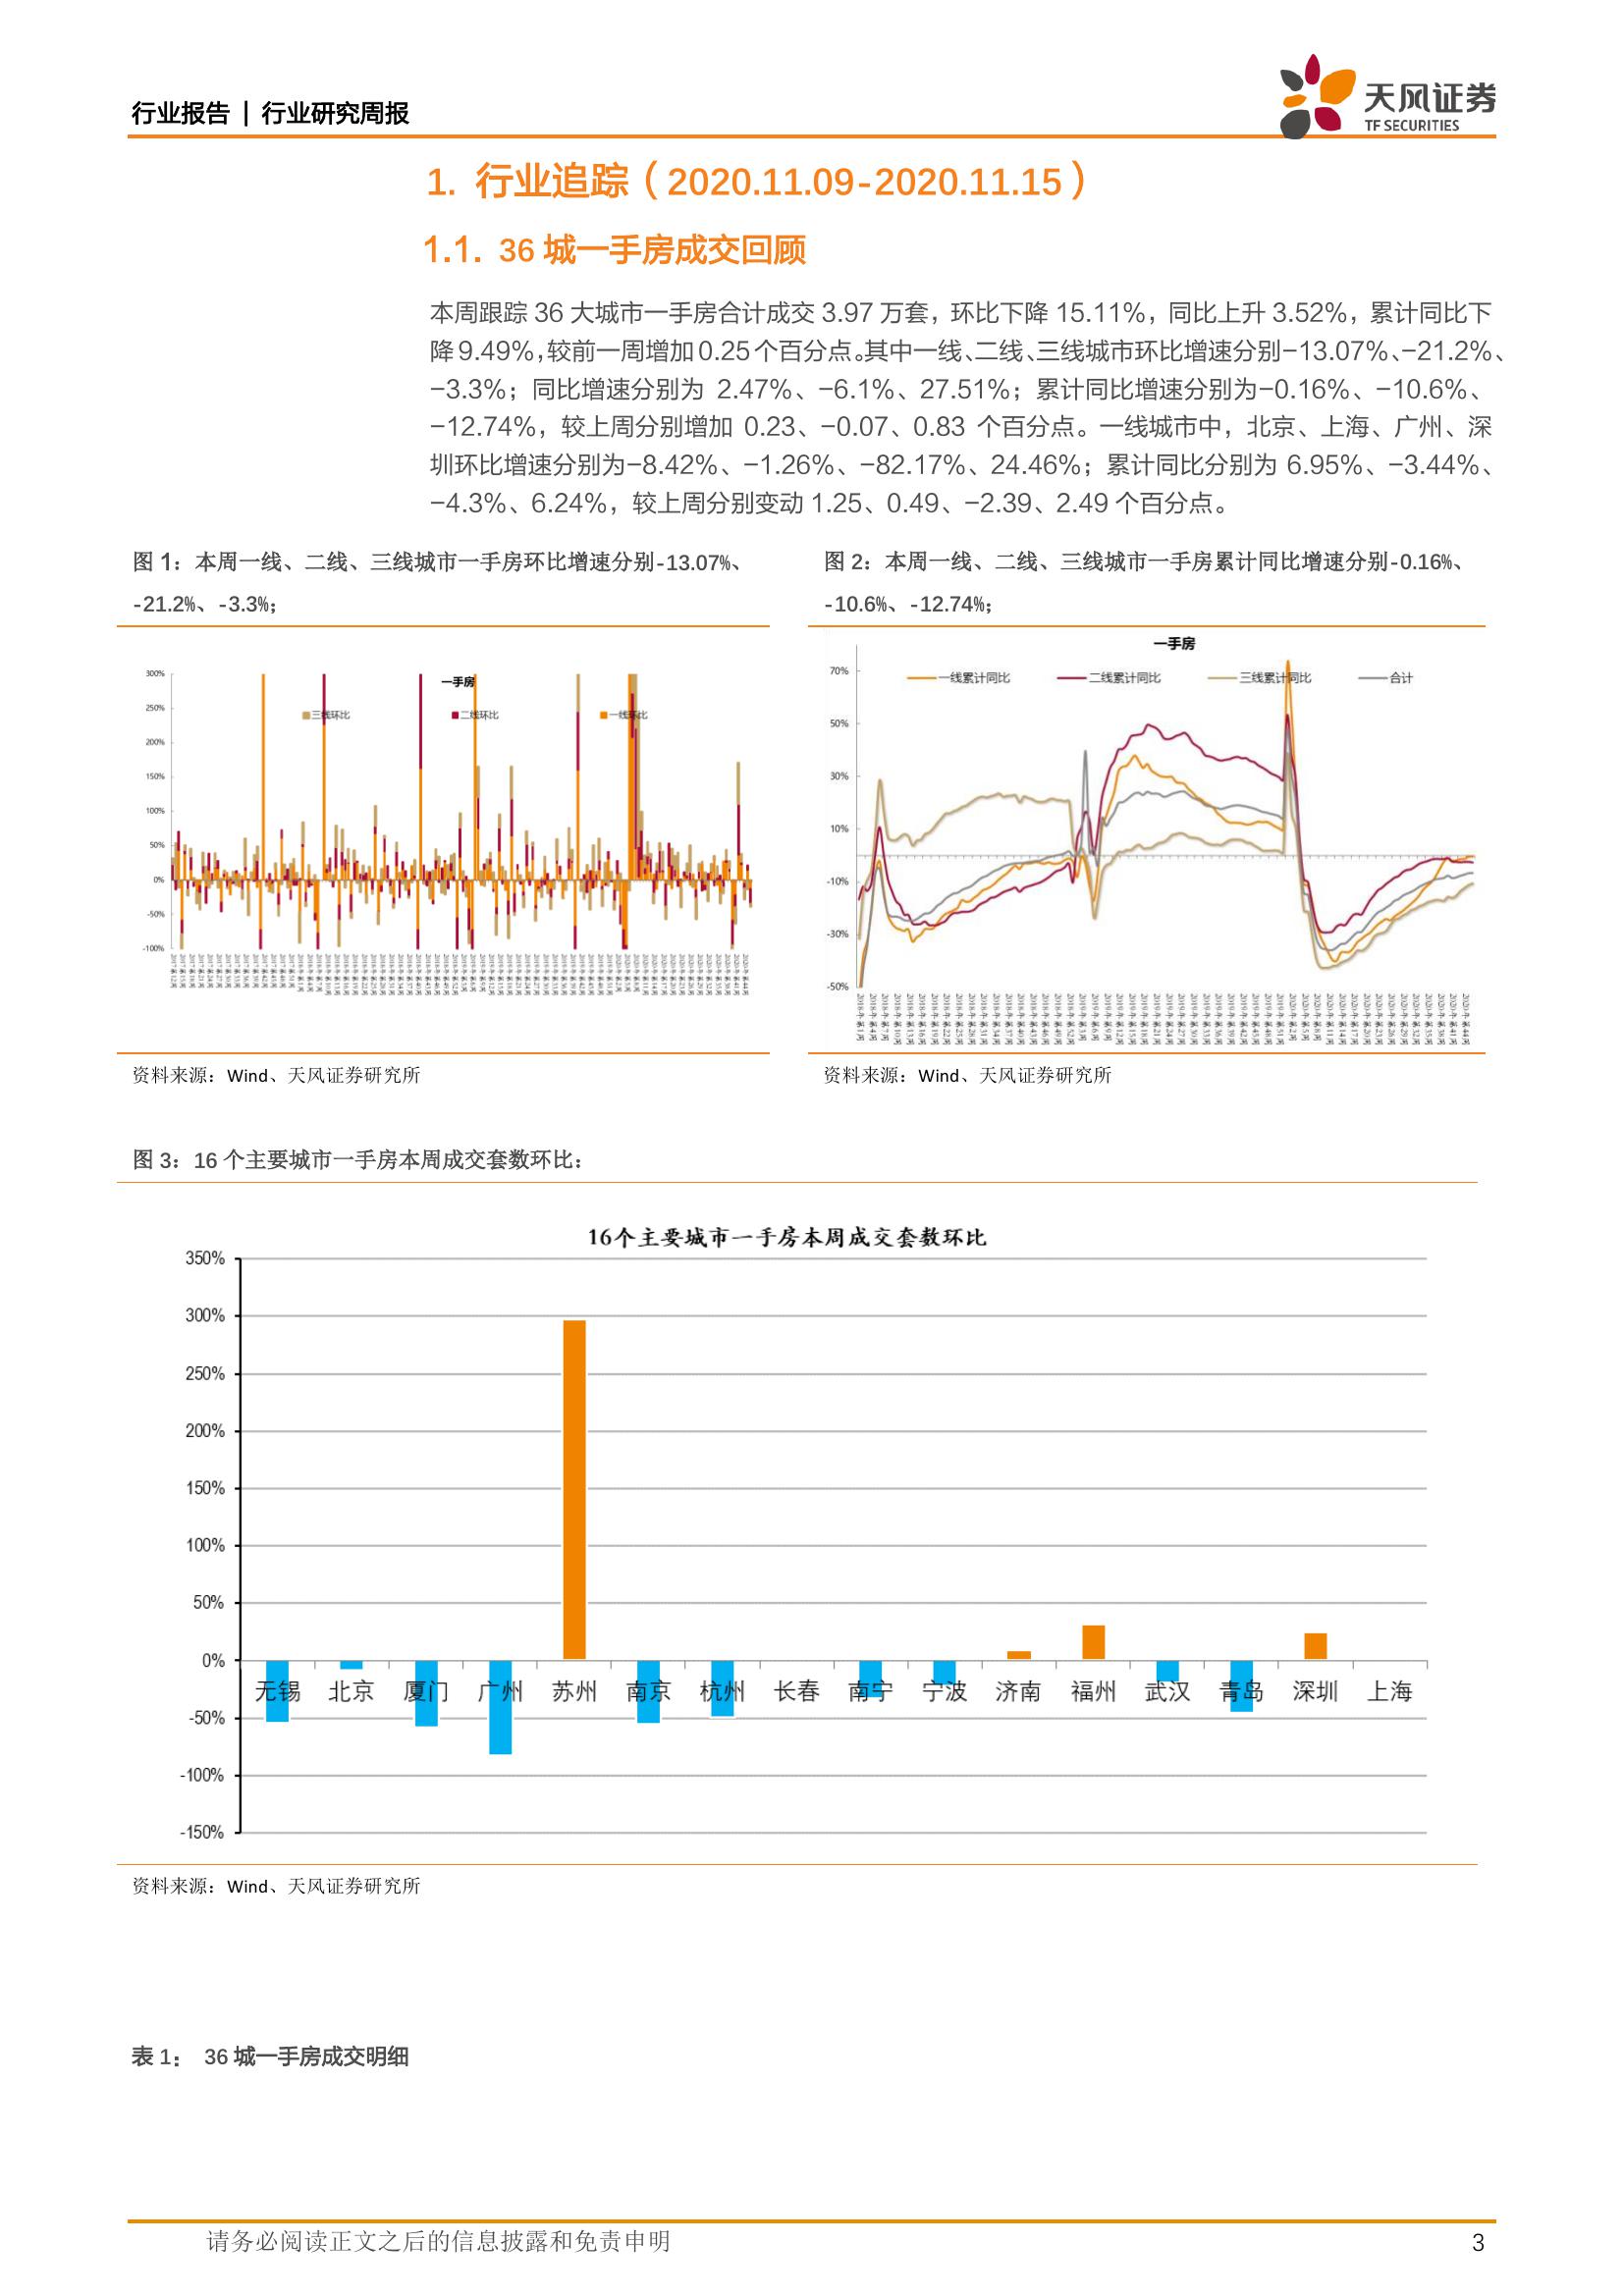 行业报告 | 行业研究周报
天风证券
TF SECURITIES
1. 行业追踪（2020.11.09-2020.11.15）
1.1. 36 城一手房成交回顾
本周跟踪 36 大城市一手房合计成交 3.97 万套，环比下降 15.11%，同比上升 3.52%，累计同比下
降 9.49%，较前一周增加 0.25 个百分点。其中一线、二线、三线城市环比增速分别-13.07%、-21.2%、
-3.3%；同比增速分别为 2.47%、-6.1%、27.51%；累计同比增速分别为-0.16%、-10.6%、
-12.74%，较上周分别增加 0.23、-0.07、0.83 个百分点。一线城市中，北京、上海、广州、深
圳环比增速分别为-8.42%、-1.26%、-82.17%、24.46%；累计同比分别为 6.95%、-3.44%、
-4.3%、6.24%，较上周分别变动 1.25、0.49、-2.39、2.49 个百分点。
图 1：本周一线、二线、三线城市一手房环比增速分别-13.07%、
-21.2%、-3.3%；
一手房
三线环比 二线环比 一线环比
300%
250%
200%
150%
100%
50%
0%
-50%
-100%
资料来源：Wind、天风证券研究所
图 2：本周一线、二线、三线城市一手房累计同比增速分别-0.16%、
-10.6%、-12.74%；
一手房
一线累计同比 二线累计同比 三线累计同比 合计
70%
50%
30%
10%
-10%
-30%
-50%
资料来源：Wind、天风证券研究所
图 3：16 个主要城市一手房本周成交套数环比：
16个主要城市一手房本周成交套数环比
350%
300%
250%
200%
150%
100%
50%
0%
-50%
-100%
-150%
无锡 北京 厦门 广州 苏州 南京 杭州 长春 南宁 宁波 济南 福州 武汉 青岛 深圳 上海
资料来源：Wind、天风证券研究所
表 1： 36 城一手房成交明细
请务必阅读正文之后的信息披露和免责申明
3